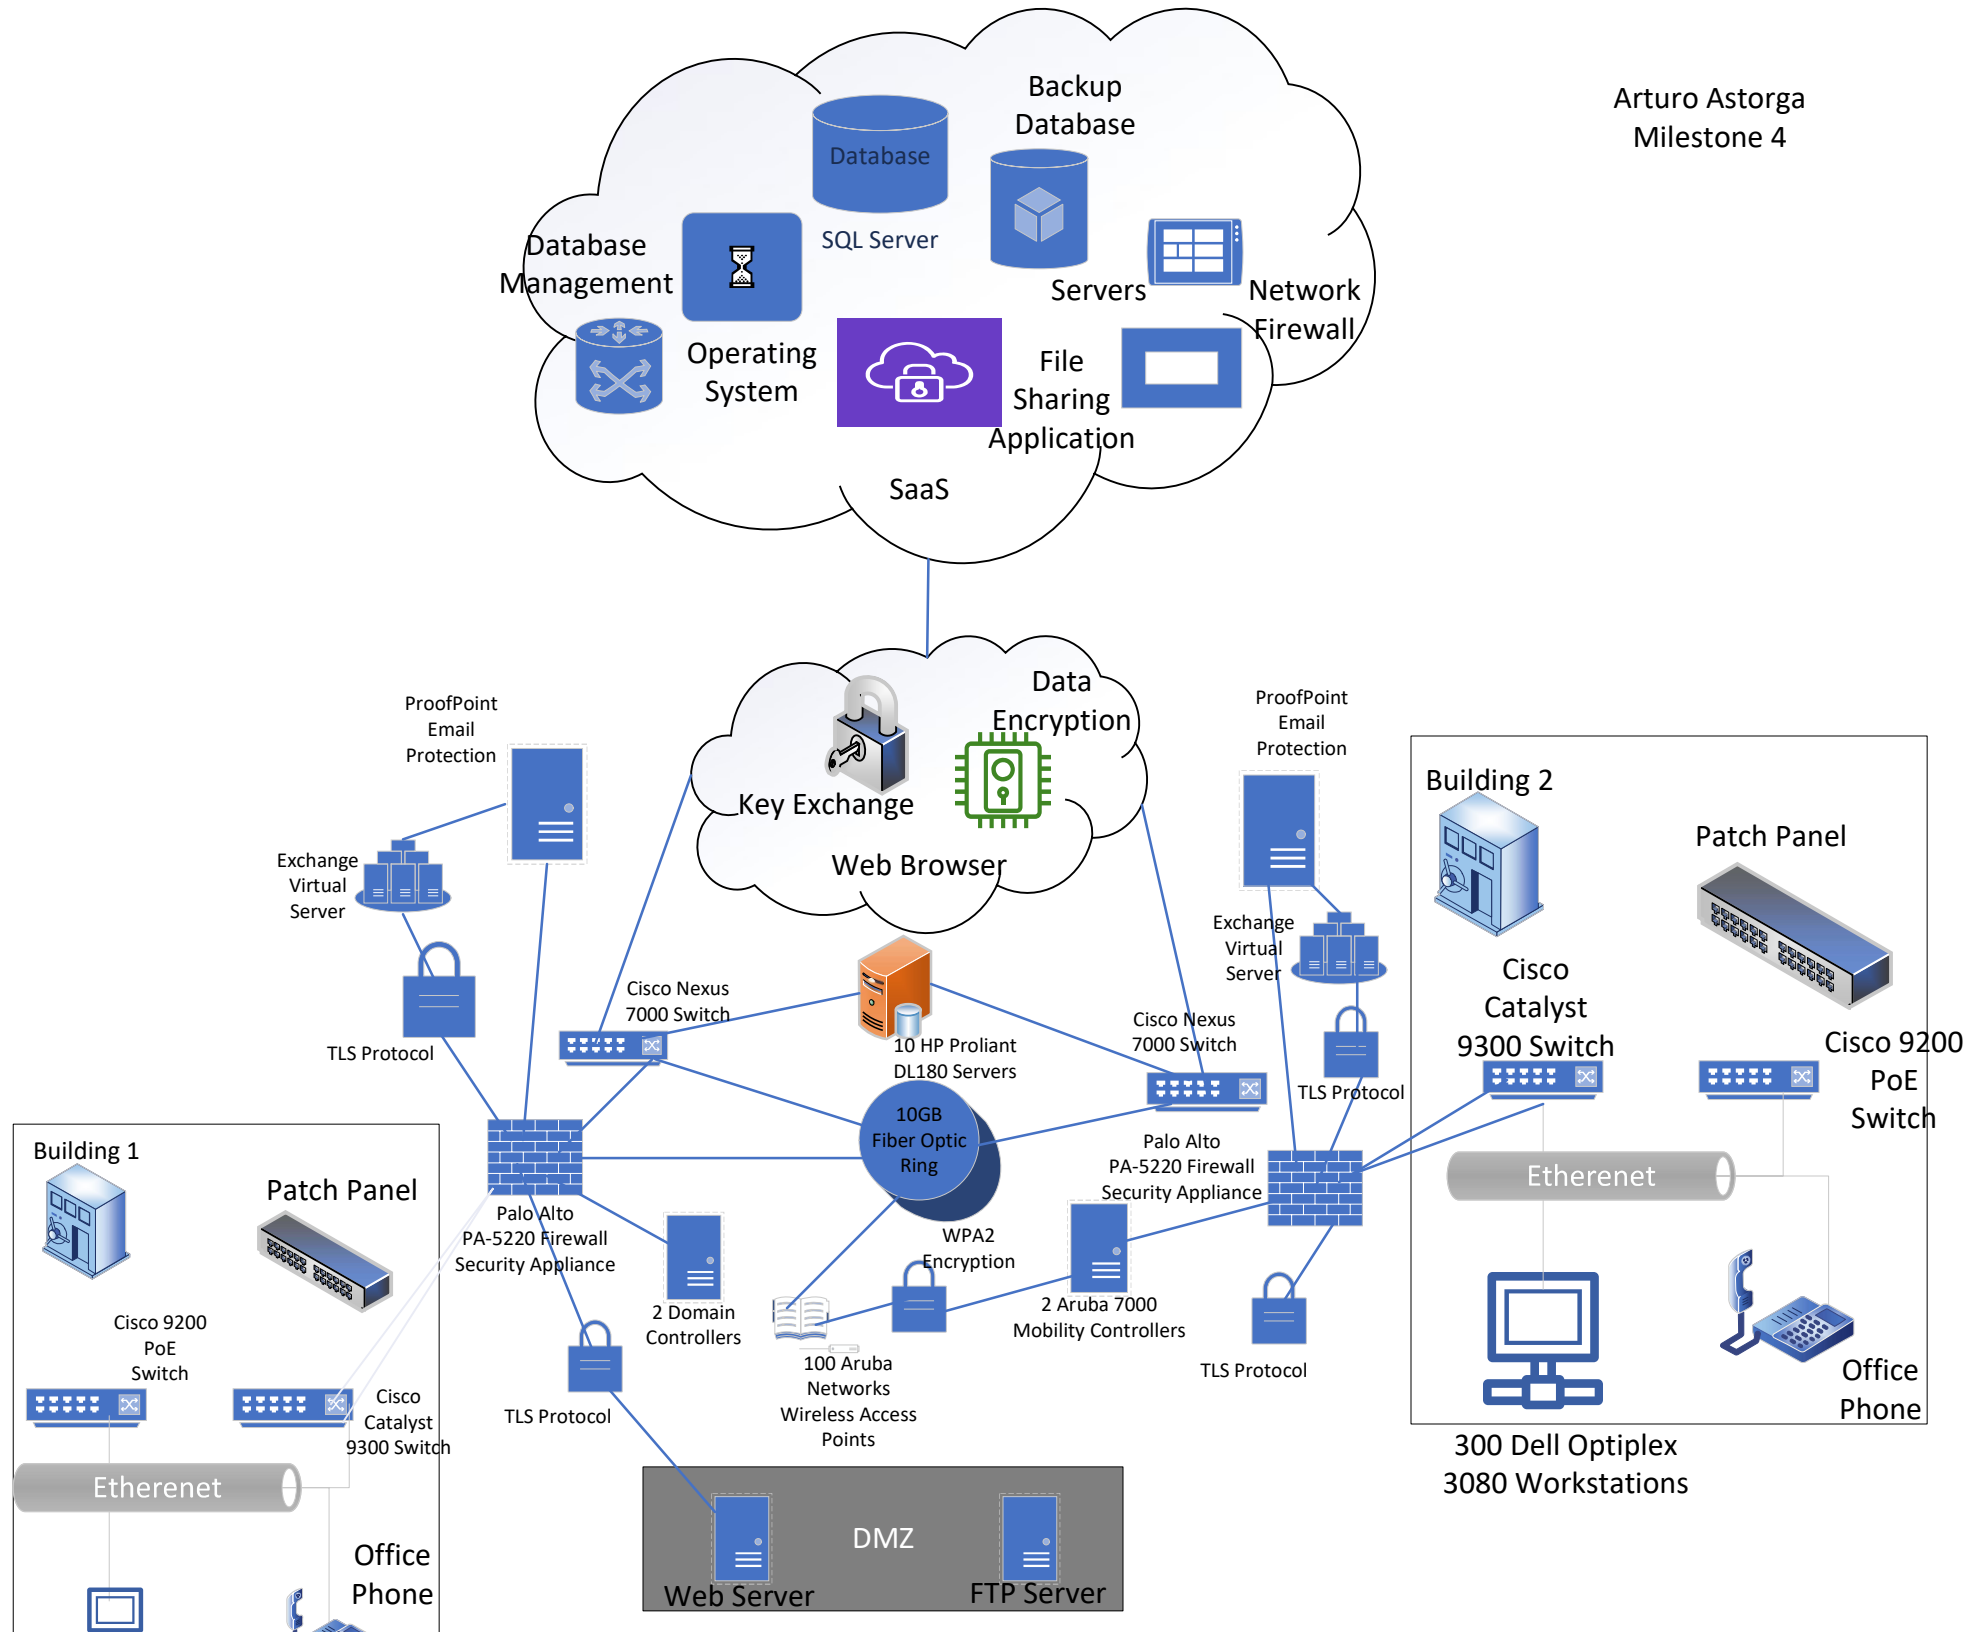 Arturo Astorga
Milestone 4
Backup
Database
Database
SQL Server
Database
Management
Servers
Network
Firewall
Operating
System
File
Sharing
Application
SaaS
Data
Encryption
Key Exchange
Web Browser
ProofPoint
Email
Protection
Exchange
Virtual
Server
TLS Protocol
Cisco Nexus
7000 Switch
10 HP Proliant
DL180 Servers
Cisco Nexus
7000 Switch
ProofPoint
Email
Protection
Exchange
Virtual
Server
TLS Protocol
Building 2
Patch Panel
Cisco
Catalyst
9300 Switch
Cisco 9200
PoE
Switch
Etherenet
Office
Phone
300 Dell Optiplex
3080 Workstations
10GB
Fiber Optic
Ring
Palo Alto
PA-5220 Firewall
Security Appliance
Palo Alto
PA-5220 Firewall
Security Appliance
WPA2
Encryption
2 Domain
Controllers
2 Aruba 7000
Mobility Controllers
100 Aruba
Networks
Wireless Access
Points
TLS Protocol
TLS Protocol
Building 1
Patch Panel
Cisco 9200
PoE
Switch
Cisco
Catalyst
9300 Switch
Etherenet
Office
Phone
DMZ
Web Server
FTP Server